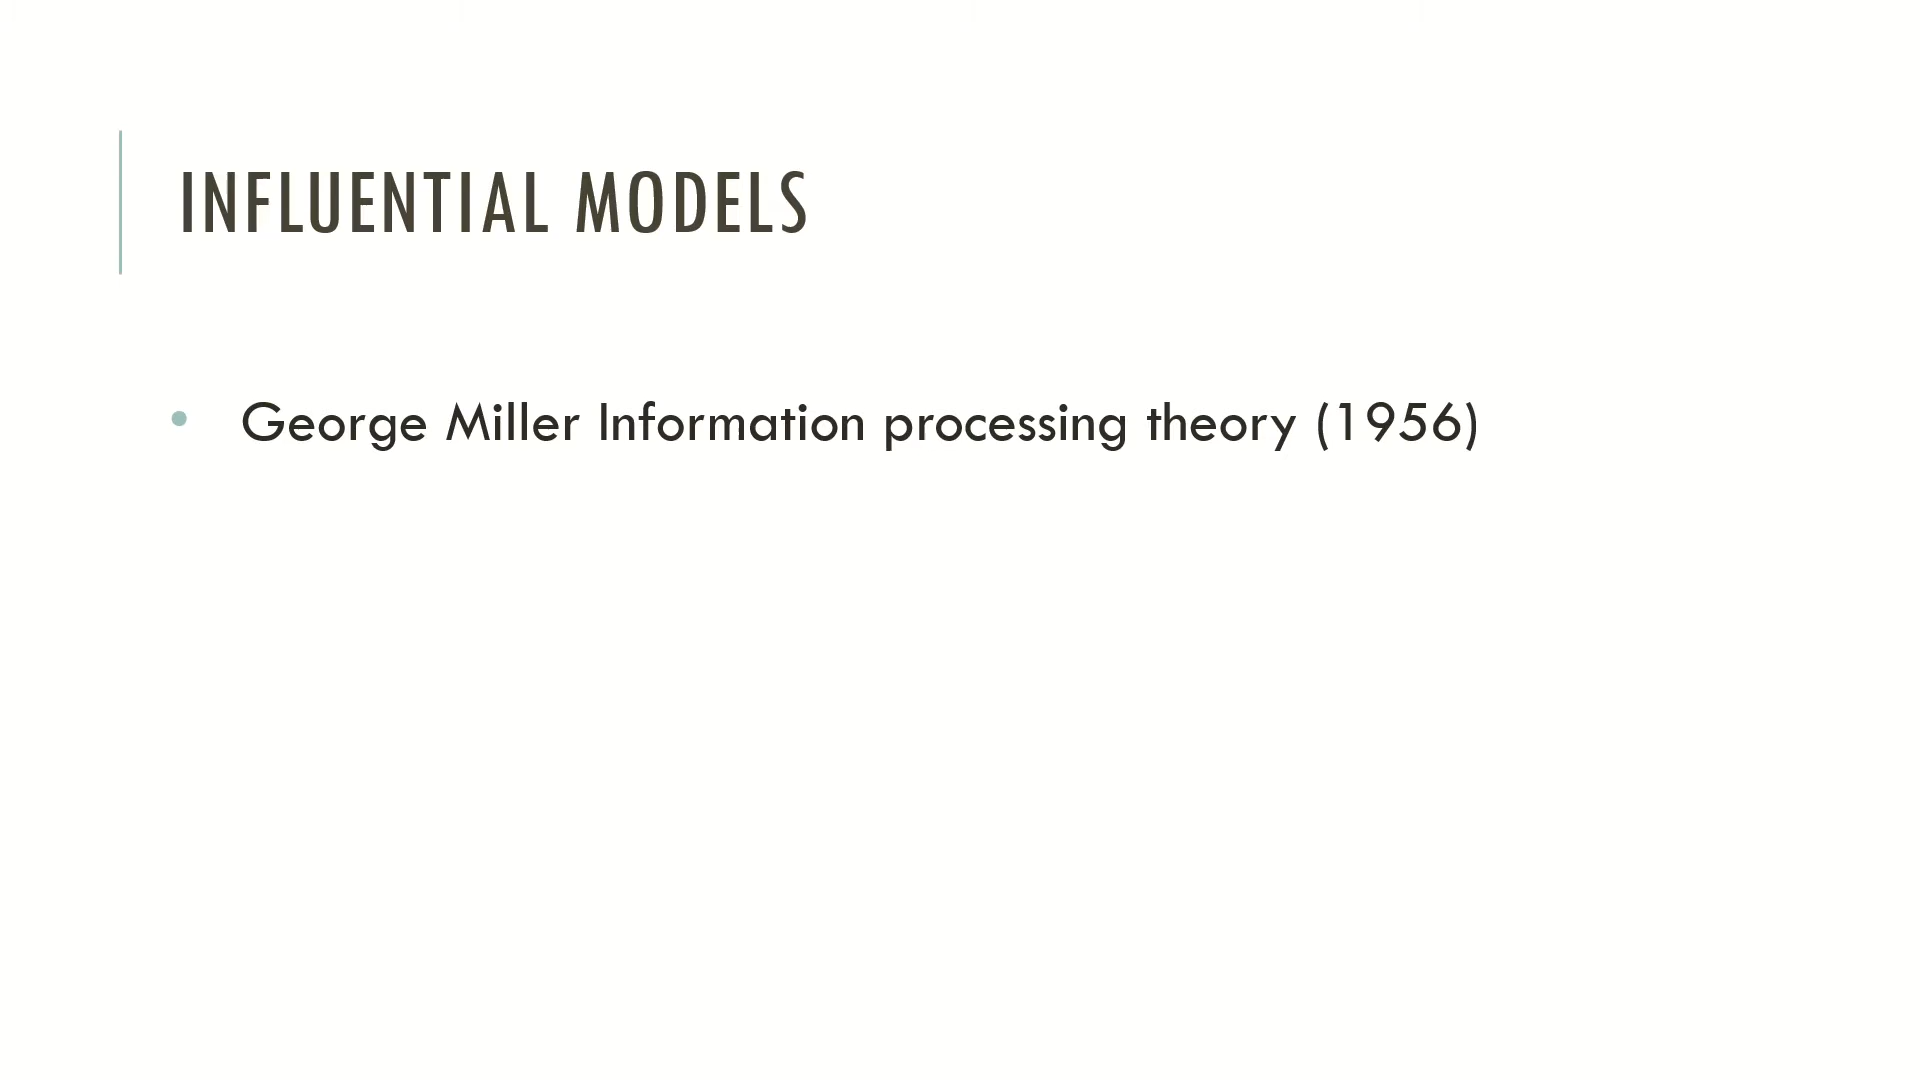 INFLUENTIAL MODELS
• George Miller Information processing theory (1956)